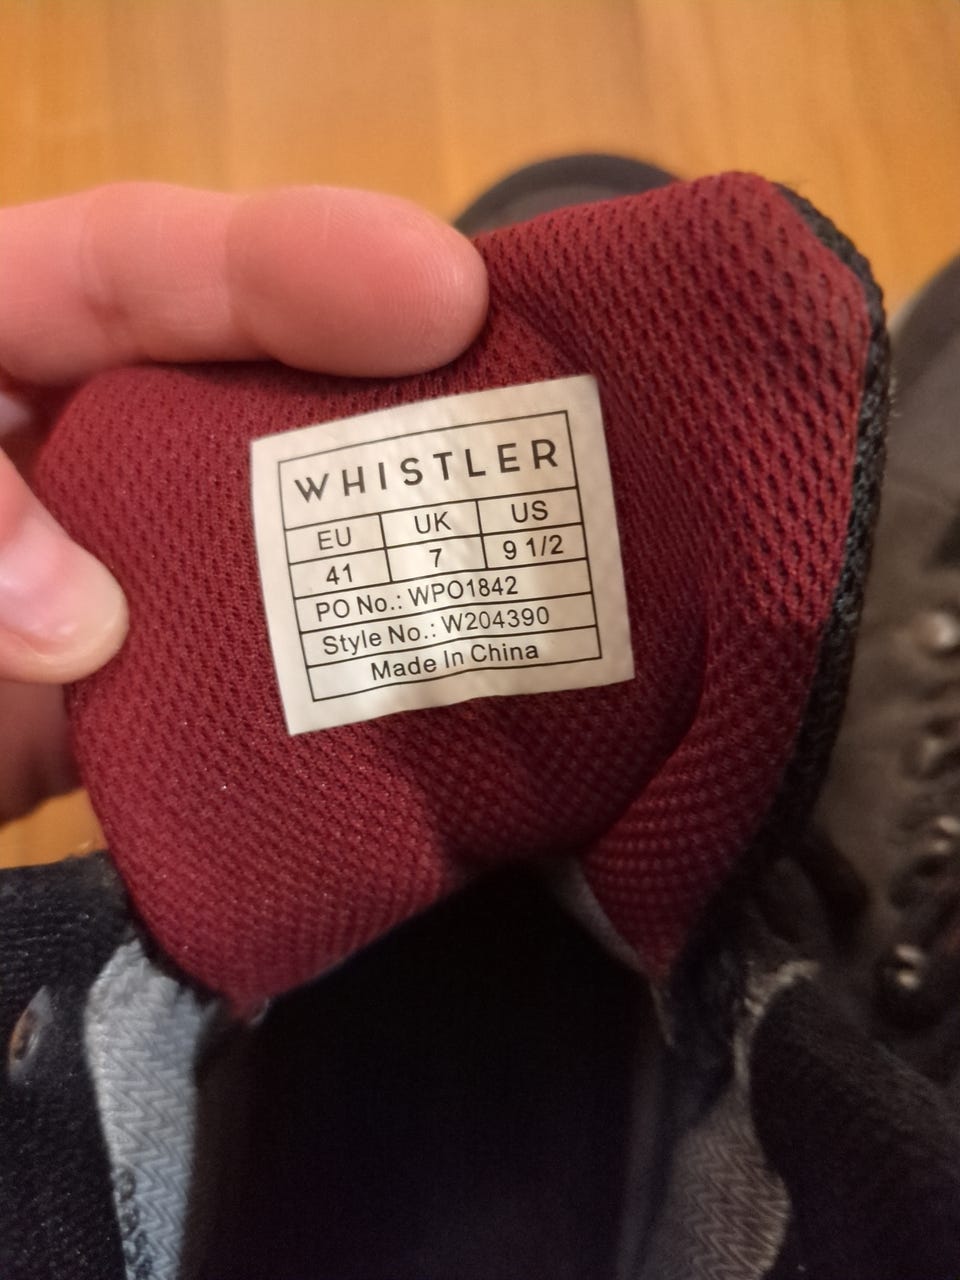 WHISTLER
EU UK US
41 7 9 1/2
PO No.: WPO1842
Style No.: W204390
Made In China